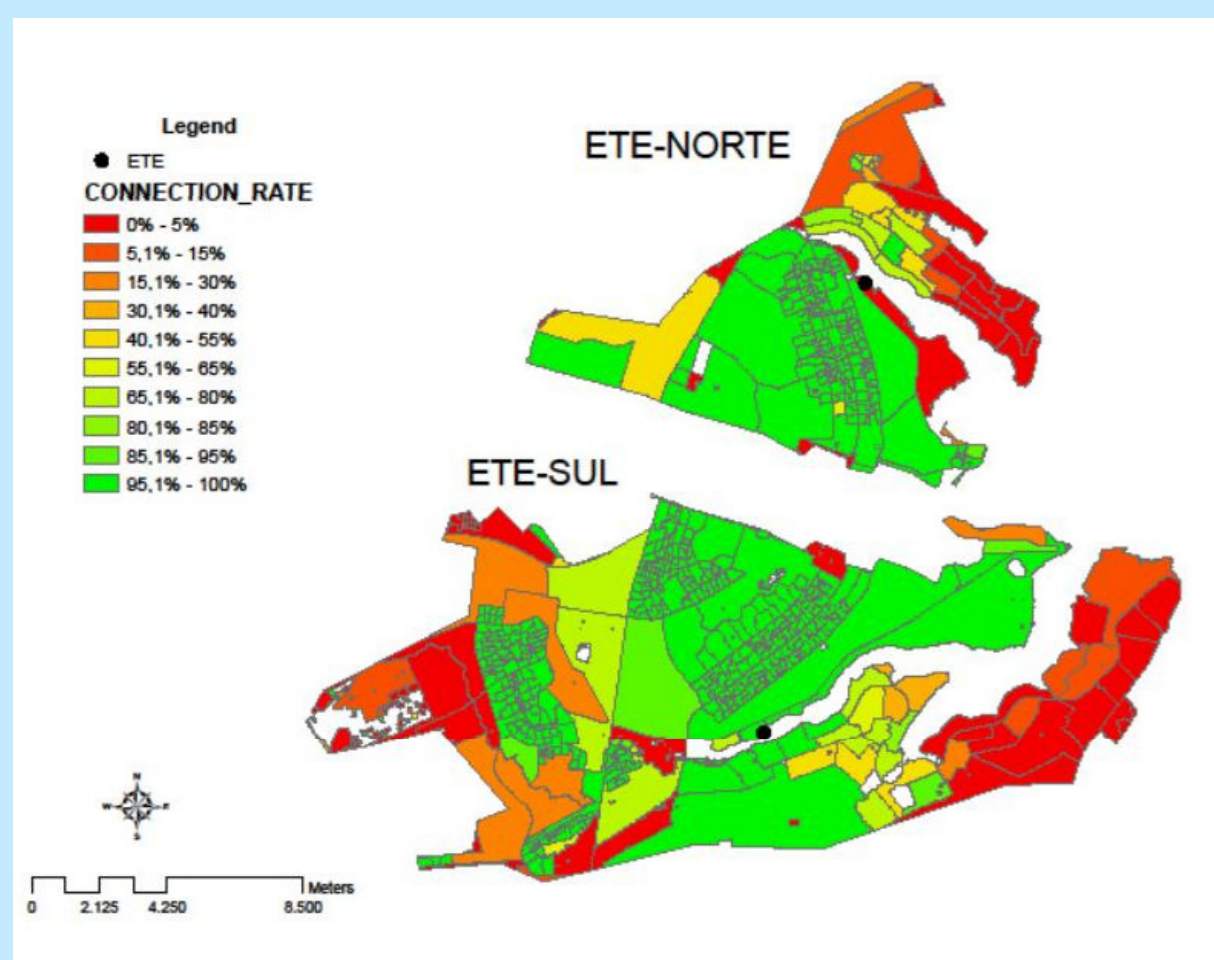 Legend
ETE
CONNECTION_RATE
0% - 5%
5,1% - 15%
15,1% - 30%
30,1% - 40%
40,1% - 55%
55,1% - 65%
65,1% - 80%
80,1% - 85%
85,1% - 95%
95,1% - 100%
ETE-NORTE
ETE-SUL
N
W
E
S
Meters
0 2.125 4.250 8.500